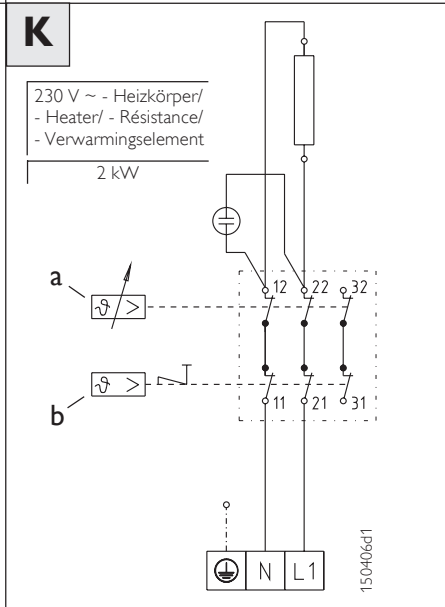 K
230 V ~ - Heizkörper/
- Heater/ - Résistance/
- Verwarmingselement
2 kW
12 22 32
a
ϑ >
b
ϑ >
11 21 31
N L1
150406d1